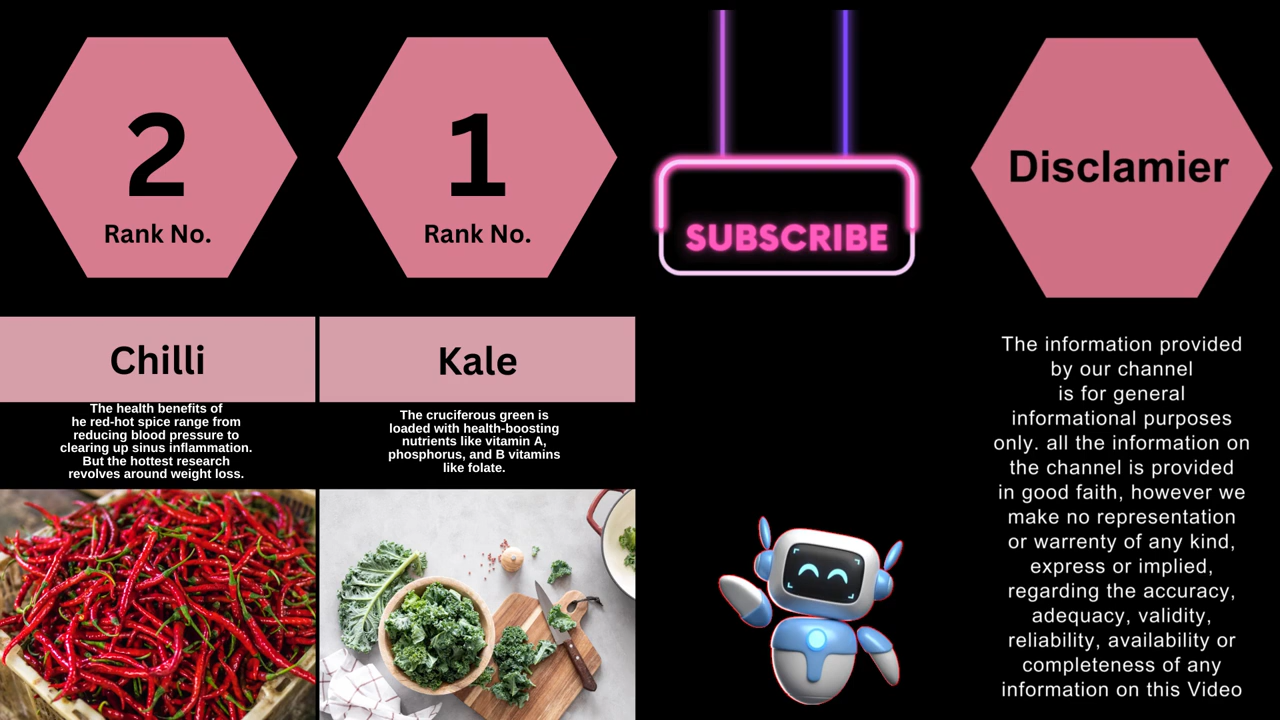 2
Rank No.
Chilli
The health benefits of
he red-hot spice range from
reducing blood pressure to
clearing up sinus inflammation.
But the hottest research
revolves around weight loss.
1
Rank No.
Kale
The cruciferous green is
loaded with health-boosting
nutrients like vitamin A,
phosphorus, and B vitamins
like folate.
SUBSCRIBE
Disclamier
The information provided
by our channel
is for general
informational purposes
only. all the information on
the channel is provided
in good faith, however we
make no representation
or warrenty of any kind,
express or implied,
regarding the accuracy,
adequacy, validity,
reliability, availability or
completeness of any
information on this Video